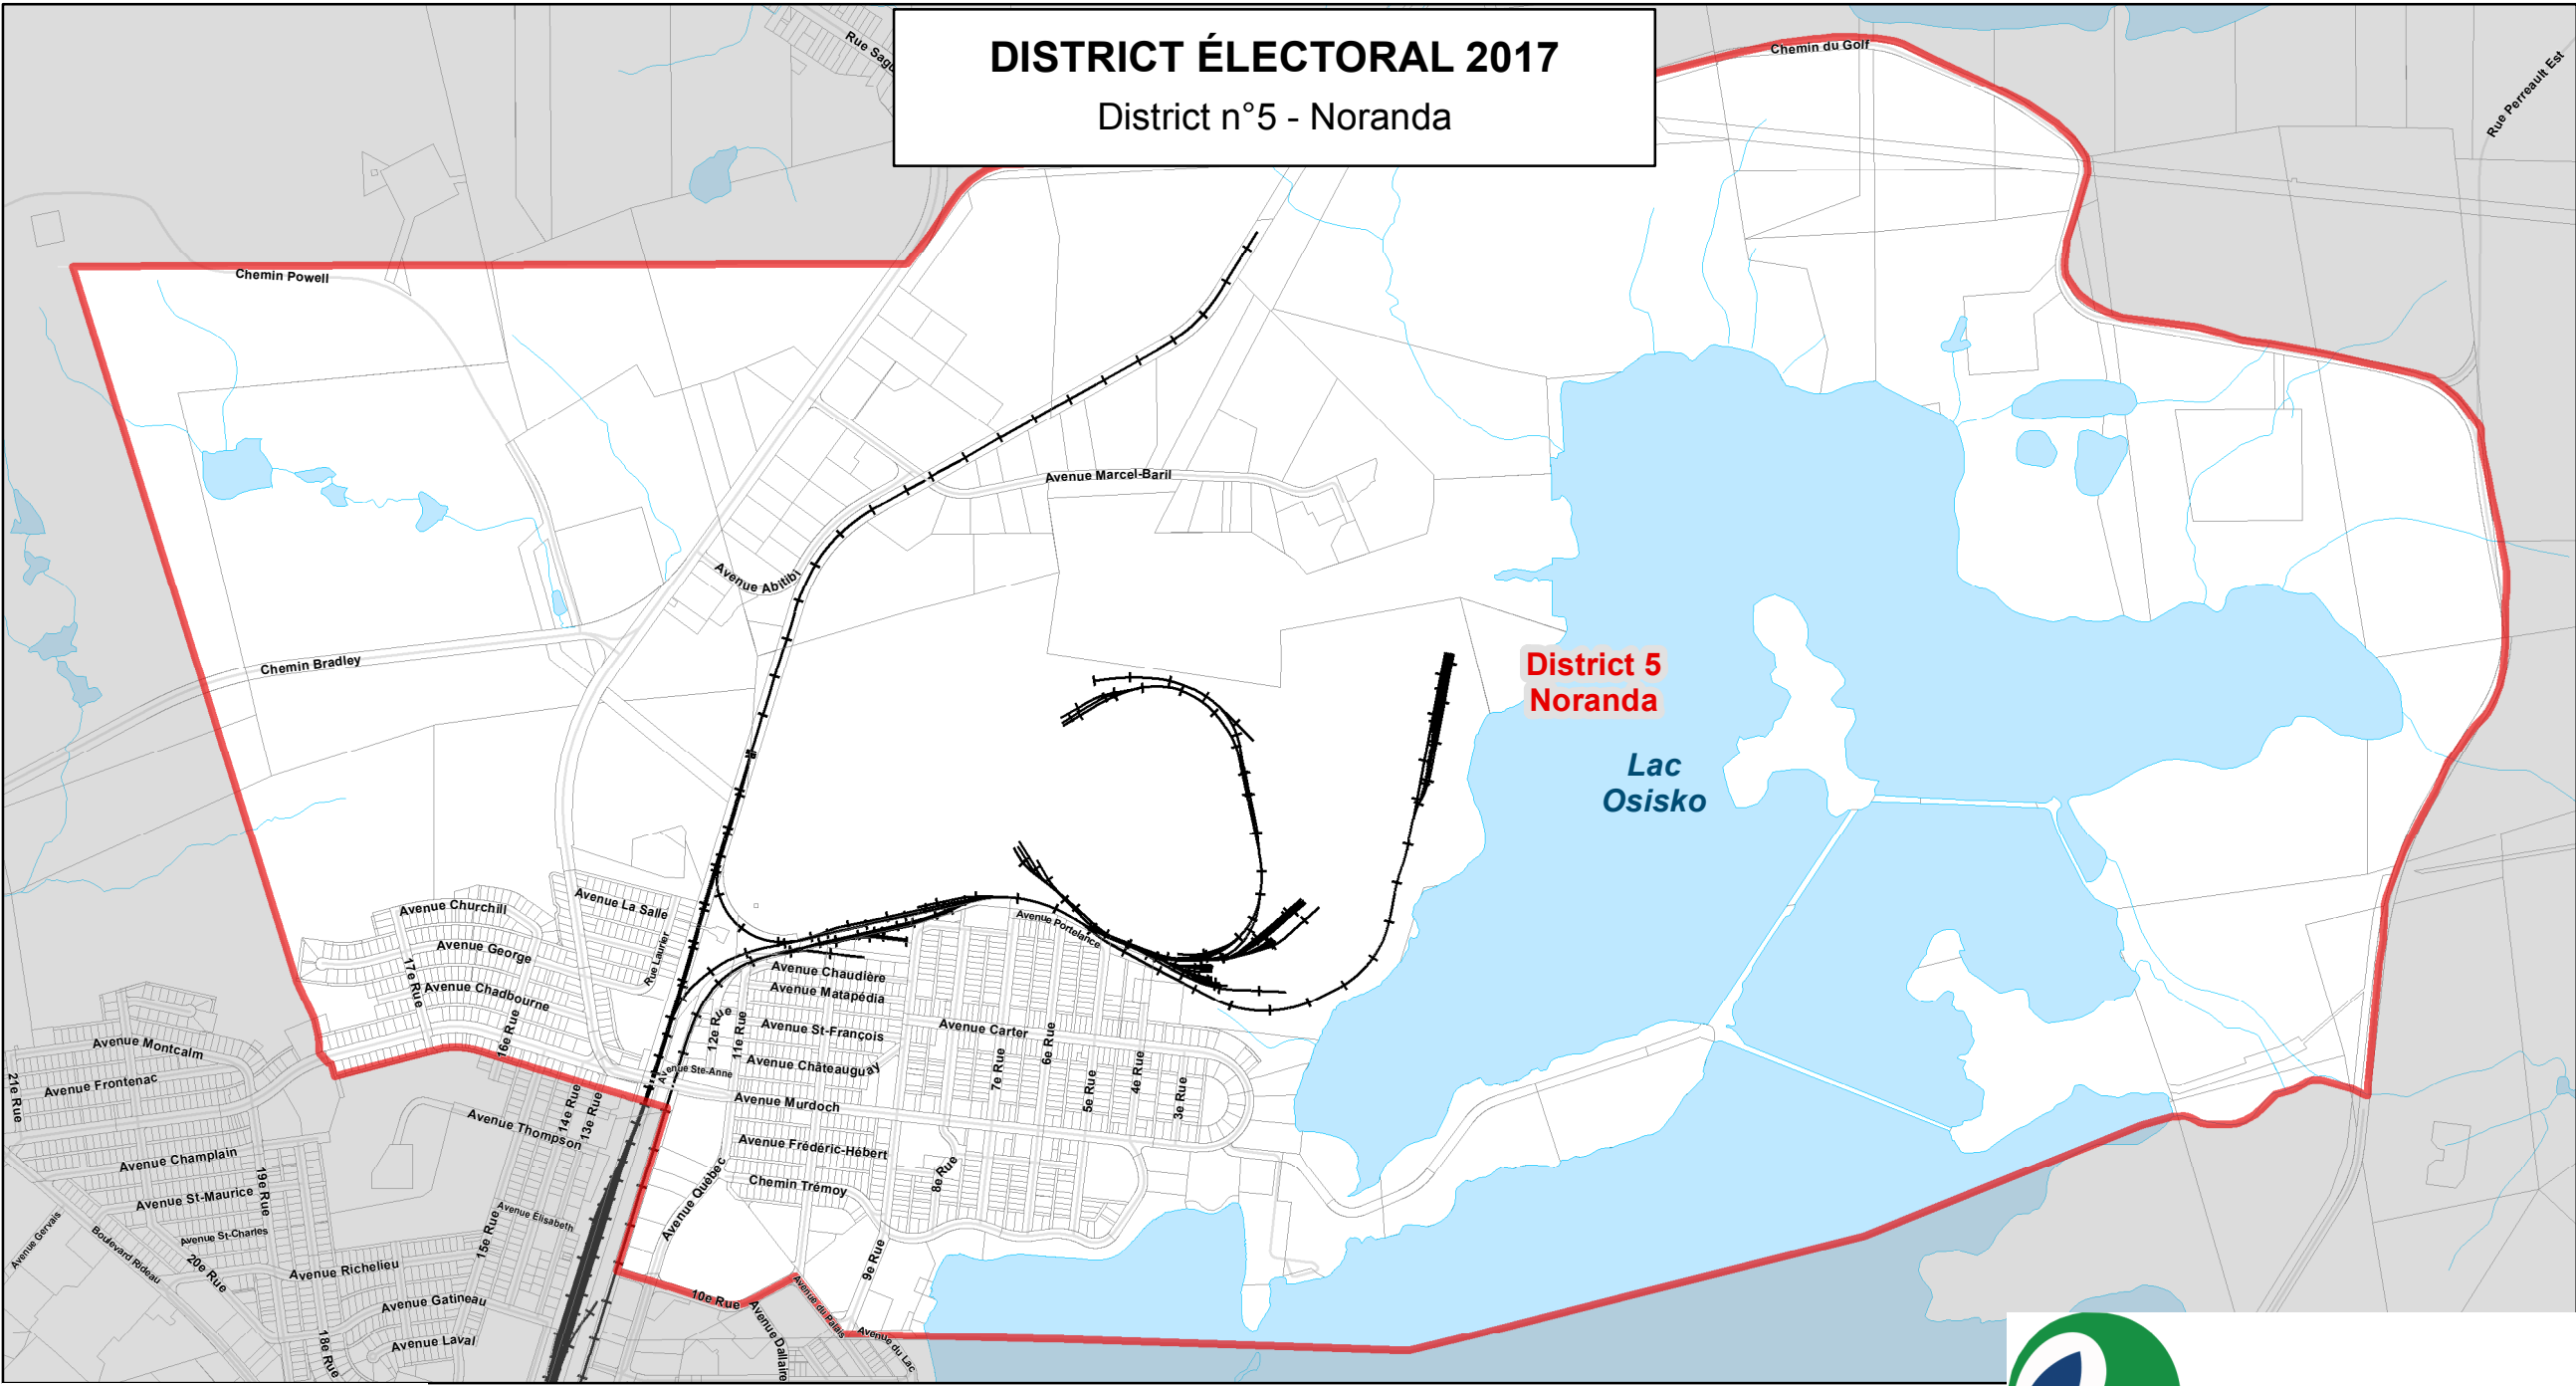 DISTRICT ÉLECTORAL 2017
District n°5 - Noranda
Chemin du Golf
Rue Perreault Est
Chemin Powell
Avenue Marcel-Baril
Avenue Abitibi
Chemin Bradley
District 5
Noranda
Lac
Osisko
Avenue La Salle
Avenue Churchill
Avenue Portelance
Avenue George
Rue Laurier
17e Rue
Avenue Chaudière
Avenue Chadbourne
Avenue Matapédia
16e Rue
12e Rue
11e Rue
Avenue St-François
Avenue Carter
6e Rue
7e Rue
Avenue Montcalm
Avenue Châteauguay
Avenue Ste-Anne
4e Rue
5e Rue
3e Rue
Avenue Frontenac
21e Rue
Avenue Murdoch
14e Rue
13e Rue
Avenue Thompson
Avenue Frédéric-Hébert
Avenue Champlain
8e Rue
Avenue Québec
Chemin Trémoy
19e Rue
Avenue St-Maurice
Avenue Élisabeth
15e Rue
Avenue St-Charles
Avenue Gervais
Boulevard Rideau
20e Rue
Avenue Richelieu
9e Rue
10e Rue
Avenue du Palais
Avenue Gatineau
Avenue Dallaire
Avenue du Lac
Avenue Laval
18e Rue